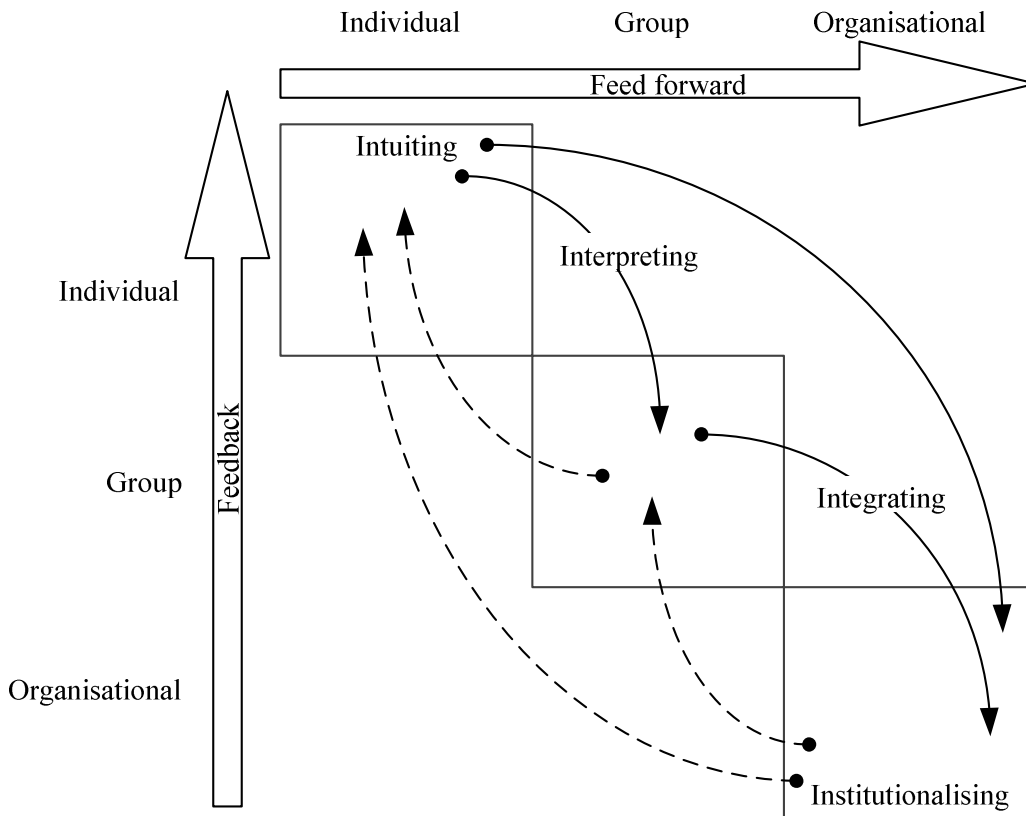 Individual
Group
Organisational
Feed forward
Intuiting
Interpreting
Individual
Feedback
Group
Integrating
Organisational
Institutionalising